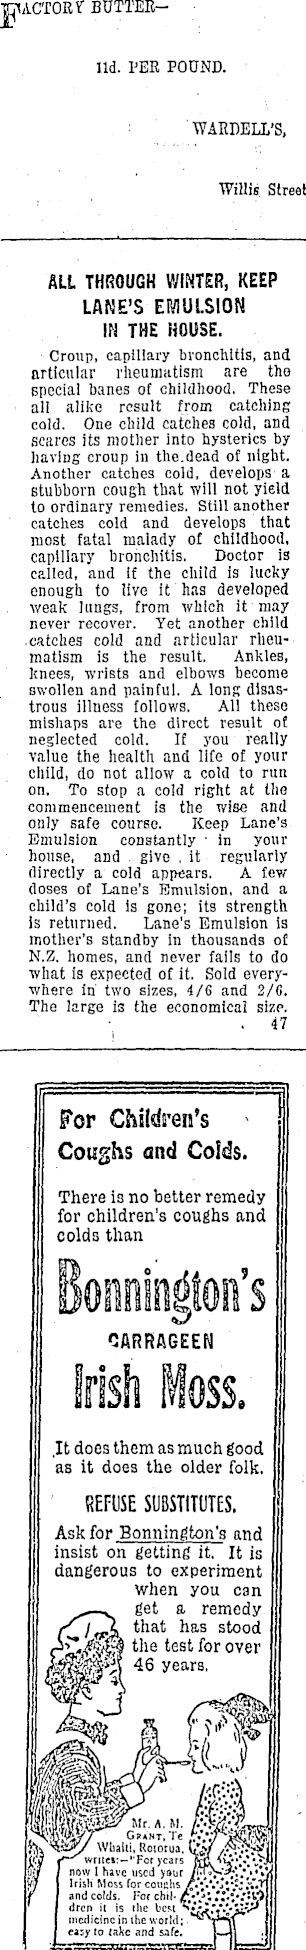 FACTORY BUTTER—
11d. PER POUND.
WARDELL'S,
Willis Street
ALL THROUGH WINTER, KEEP
LANE'S EMULSION
IN THE HOUSE.
Croup, capillary bronchitis, and
articular rheumatism are the
special banes of childhood. These
all alike result from catching
cold. One child catches cold, and
scares its mother into hysterics by
having croup in the dead of night.
Another catches cold, develops a
stubborn cough that will not yield
to ordinary remedies. Still another
catches cold and develops that
most fatal malady of childhood,
capillary bronchitis. Doctor is
called, and if the child is lucky
enough to live it has developed
weak lungs, from which it may
never recover. Yet another child
catches cold and articular rheu-
matism is the result. Ankles,
knees, wrists and elbows become
swollen and painful. A long disas-
trous illness follows. All these
mishaps are the direct result of
neglected cold. If you really
value the health and life of your
child, do not allow a cold to run
on. To stop a cold right at the
commencement is the wise and
only safe course. Keep Lane's
Emulsion constantly in your
house, and give it regularly
directly a cold appears. A few
doses of Lane's Emulsion, and a
child's cold is gone; its strength
is returned. Lane's Emulsion is
mother's standby in thousands of
N.Z. homes, and never fails to do
what is expected of it. Sold every-
where in two sizes, 4/6 and 2/6.
The large is the economical size.
47
For Children's
Coughs and Colds.
There is no better remedy
for children's coughs and
colds than
Bonnington's
CARRAGEEN
Irish Moss.
It does them as much good
as it does the older folk.
REFUSE SUBSTITUTES.
Ask for Bonnington's and
insist on getting it. It is
dangerous to experiment
when you can
get a remedy
that has stood
the test for over
46 years.
Mr. A. M.
GRANT, Te
Whaiti, Rotorua,
writes:—"For years
now I have used your
Irish Moss for coughs
and colds. For chil-
dren it is the best
medicine in the world;
easy to take and safe.